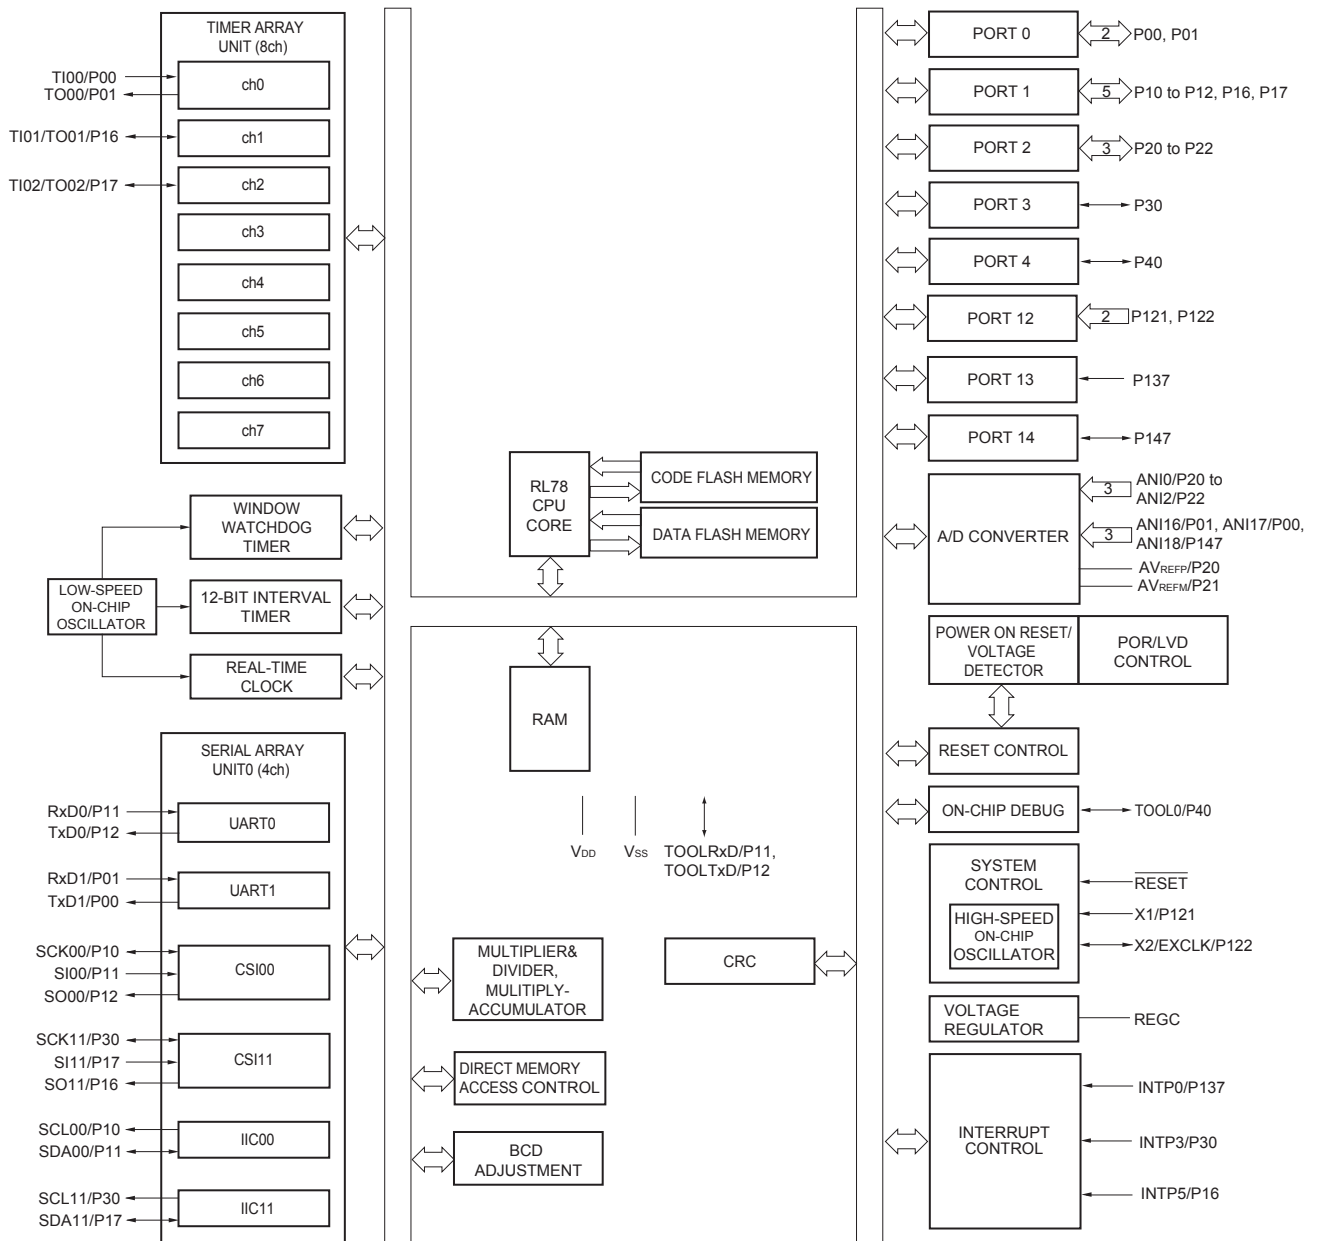 TIMER ARRAY
UNIT (8ch)
TI00/P00
TO00/P01
ch0
TI01/TO01/P16
ch1
TI02/TO02/P17
ch2
ch3
ch4
ch5
ch6
ch7
WINDOW
WATCHDOG
TIMER
LOW-SPEED
ON-CHIP
OSCILLATOR
12-BIT INTERVAL
TIMER
REAL-TIME
CLOCK
SERIAL ARRAY
UNIT0 (4ch)
RxD0/P11
TxD0/P12
UART0
RxD1/P01
TxD1/P00
UART1
SCK00/P10
SI00/P11
SO00/P12
CSI00
SCK11/P30
SI11/P17
SO11/P16
CSI11
SCL00/P10
SDA00/P11
IIC00
SCL11/P30
SDA11/P17
IIC11
RL78
CPU
CORE
CODE FLASH MEMORY
DATA FLASH MEMORY
RAM
VDD
VSS
TOOLRxD/P11,
TOOLTxD/P12
MULTIPLIER&
DIVIDER,
MULITIPLY-
ACCUMULATOR
CRC
DIRECT MEMORY
ACCESS CONTROL
BCD
ADJUSTMENT
PORT 0
2
P00, P01
PORT 1
5
P10 to P12, P16, P17
PORT 2
3
P20 to P22
PORT 3
P30
PORT 4
P40
PORT 12
2
P121, P122
PORT 13
P137
PORT 14
P147
A/D CONVERTER
3
ANI0/P20 to
ANI2/P22
3
ANI16/P01, ANI17/P00,
ANI18/P147
AVREFP/P20
AVREFM/P21
POWER ON RESET/
VOLTAGE
DETECTOR
POR/LVD
CONTROL
RESET CONTROL
ON-CHIP DEBUG
TOOL0/P40
SYSTEM
CONTROL
HIGH-SPEED
ON-CHIP
OSCILLATOR
RESET
X1/P121
X2/EXCLK/P122
VOLTAGE
REGULATOR
REGC
INTERRUPT
CONTROL
INTP0/P137
INTP3/P30
INTP5/P16